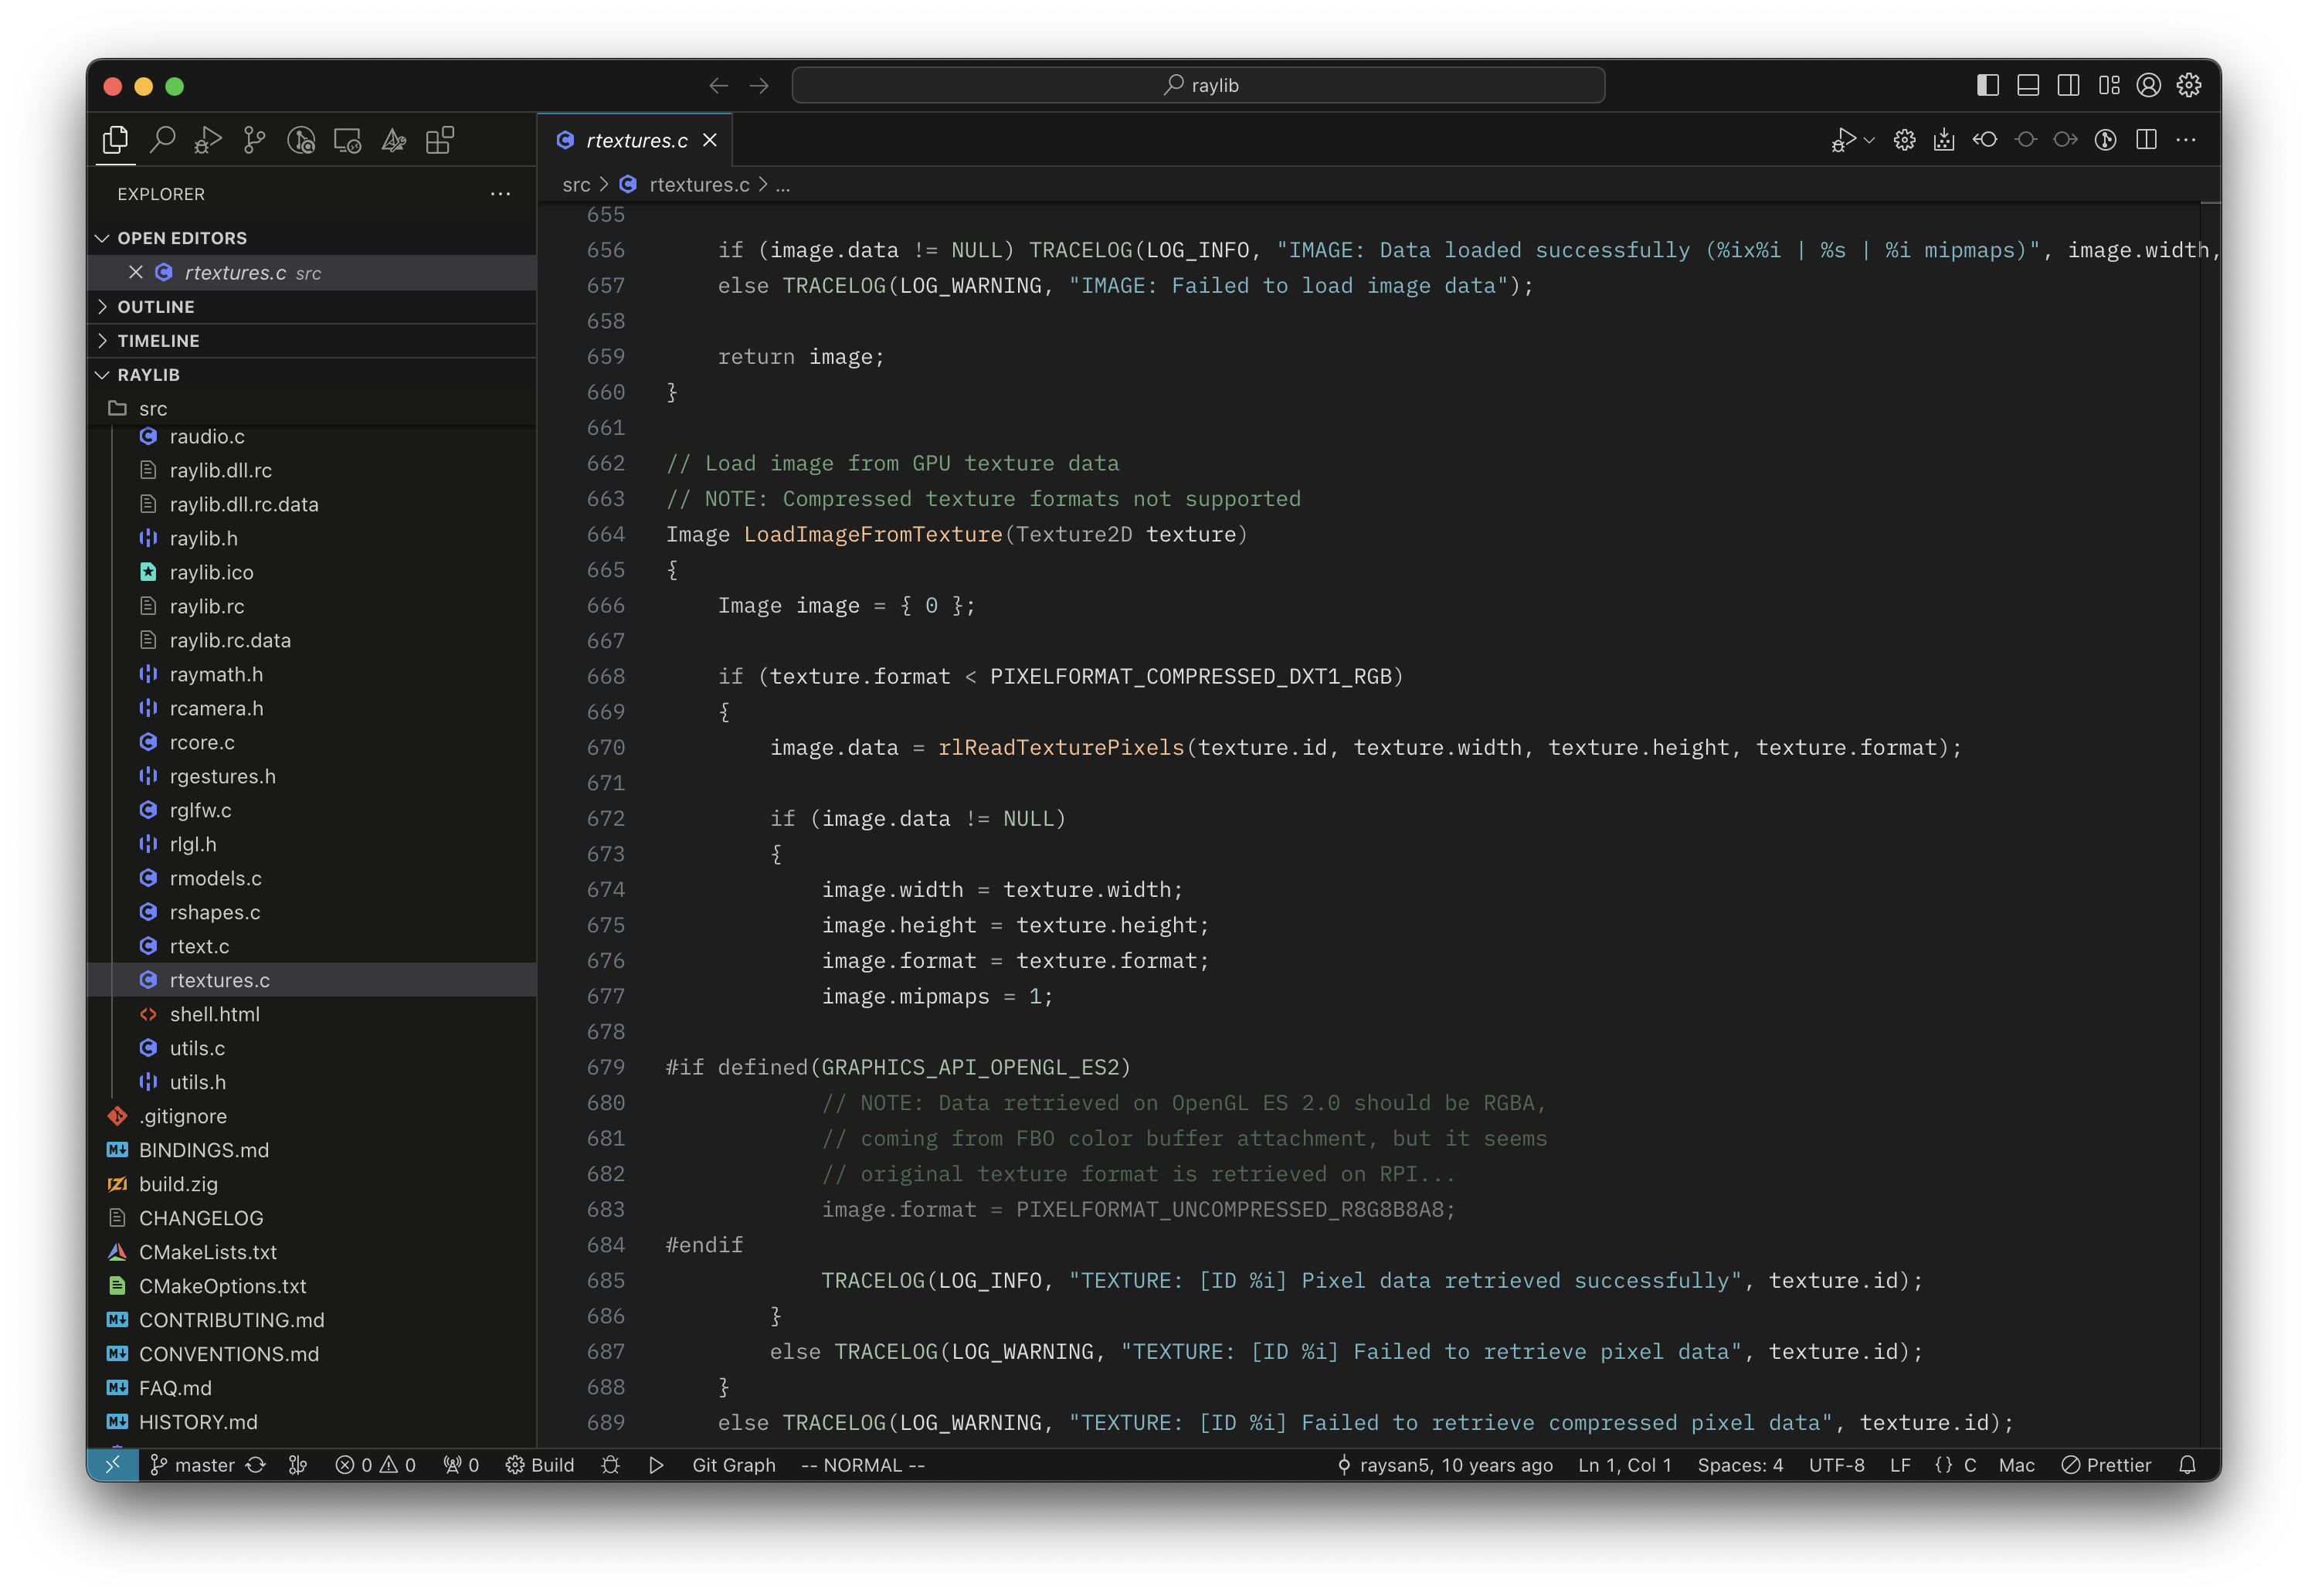 raylib
rtextures.c
EXPLORER
src > rtextures.c > ...
OPEN EDITORS
rtextures.c src
OUTLINE
TIMELINE
RAYLIB
src
raudio.c
raylib.dll.rc
raylib.dll.rc.data
raylib.h
raylib.ico
raylib.rc
raylib.rc.data
raymath.h
rcamera.h
rcore.c
rgestures.h
rglfw.c
rlgl.h
rmodels.c
rshapes.c
rtext.c
rtextures.c
shell.html
utils.c
utils.h
.gitignore
BINDINGS.md
build.zig
CHANGELOG
CMakeLists.txt
CMakeOptions.txt
CONTRIBUTING.md
CONVENTIONS.md
FAQ.md
HISTORY.md
655
656     if (image.data != NULL) TRACELOG(LOG_INFO, "IMAGE: Data loaded successfully (%ix%i | %s | %i mipmaps)", image.width,
657     else TRACELOG(LOG_WARNING, "IMAGE: Failed to load image data");
658
659     return image;
660 }
661
662 // Load image from GPU texture data
663 // NOTE: Compressed texture formats not supported
664 Image LoadImageFromTexture(Texture2D texture)
665 {
666     Image image = { 0 };
667
668     if (texture.format < PIXELFORMAT_COMPRESSED_DXT1_RGB)
669     {
670         image.data = rlReadTexturePixels(texture.id, texture.width, texture.height, texture.format);
671
672         if (image.data != NULL)
673         {
674             image.width = texture.width;
675             image.height = texture.height;
676             image.format = texture.format;
677             image.mipmaps = 1;
678
679 #if defined(GRAPHICS_API_OPENGL_ES2)
680             // NOTE: Data retrieved on OpenGL ES 2.0 should be RGBA,
681             // coming from FBO color buffer attachment, but it seems
682             // original texture format is retrieved on RPI...
683             image.format = PIXELFORMAT_UNCOMPRESSED_R8G8B8A8;
684 #endif
685             TRACELOG(LOG_INFO, "TEXTURE: [ID %i] Pixel data retrieved successfully", texture.id);
686         }
687         else TRACELOG(LOG_WARNING, "TEXTURE: [ID %i] Failed to retrieve pixel data", texture.id);
688     }
689     else TRACELOG(LOG_WARNING, "TEXTURE: [ID %i] Failed to retrieve compressed pixel data", texture.id);
master 0 0 0 Build Git Graph -- NORMAL -- raysan5, 10 years ago Ln 1, Col 1 Spaces: 4 UTF-8 LF {} C Mac Prettier